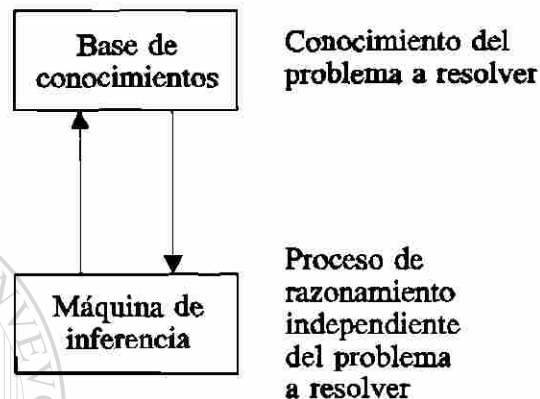 Base de
conocimientos
Conocimiento del
problema a resolver
Máquina de
inferencia
Proceso de
razonamiento
independiente
del problema
a resolver